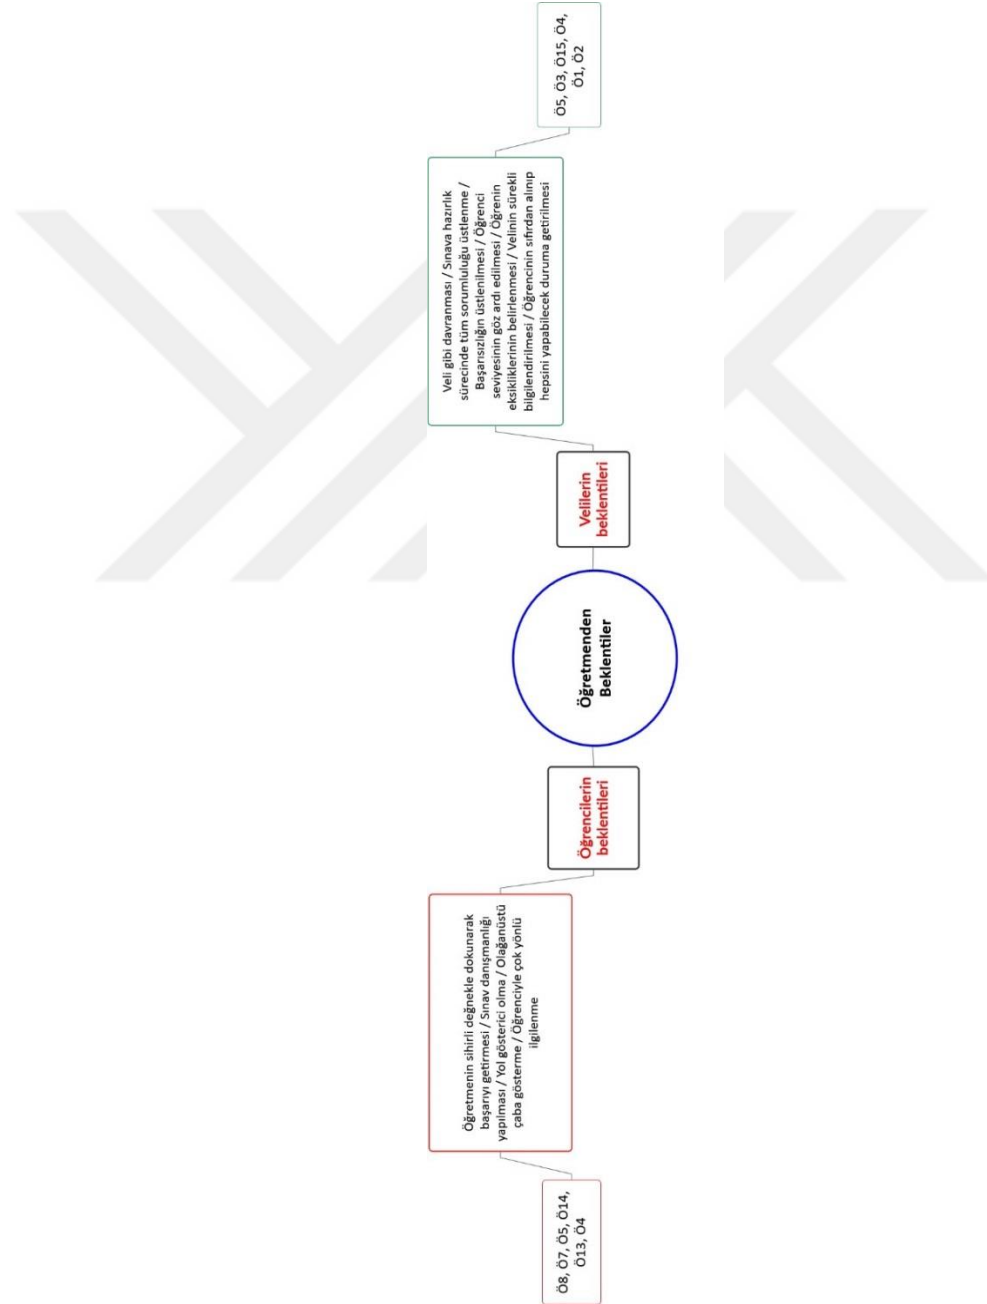 Ö8, Ö7, Ö5, Ö14,
Ö13, Ö4
Öğretmenin sihirli değnekle dokunarak
başarıyı getirmesi / Sınav danışmanlığı
yapılması / Yol gösterici olma / Olağanüstü
çaba gösterme / Öğrenciyle çok yönlü
ilgilenme
Öğrencilerin
beklentileri
Öğretmenden
Beklentiler
Velilerin
beklentileri
Veli gibi davranması / Sınava hazırlık
sürecinde tüm sorumluluğu üstlenme /
Başarısızlığın üstlenilmesi / Öğrenci
seviyesinin göz ardı edilmesi / Öğrenin
eksikliklerinin belirlenmesi / Velinin sürekli
bilgilendirilmesi / Öğrencinin sıfırdan alınıp
hepsini yapabilecek duruma getirilmesi
Ö5, Ö3, Ö15, Ö4,
Ö1, Ö2